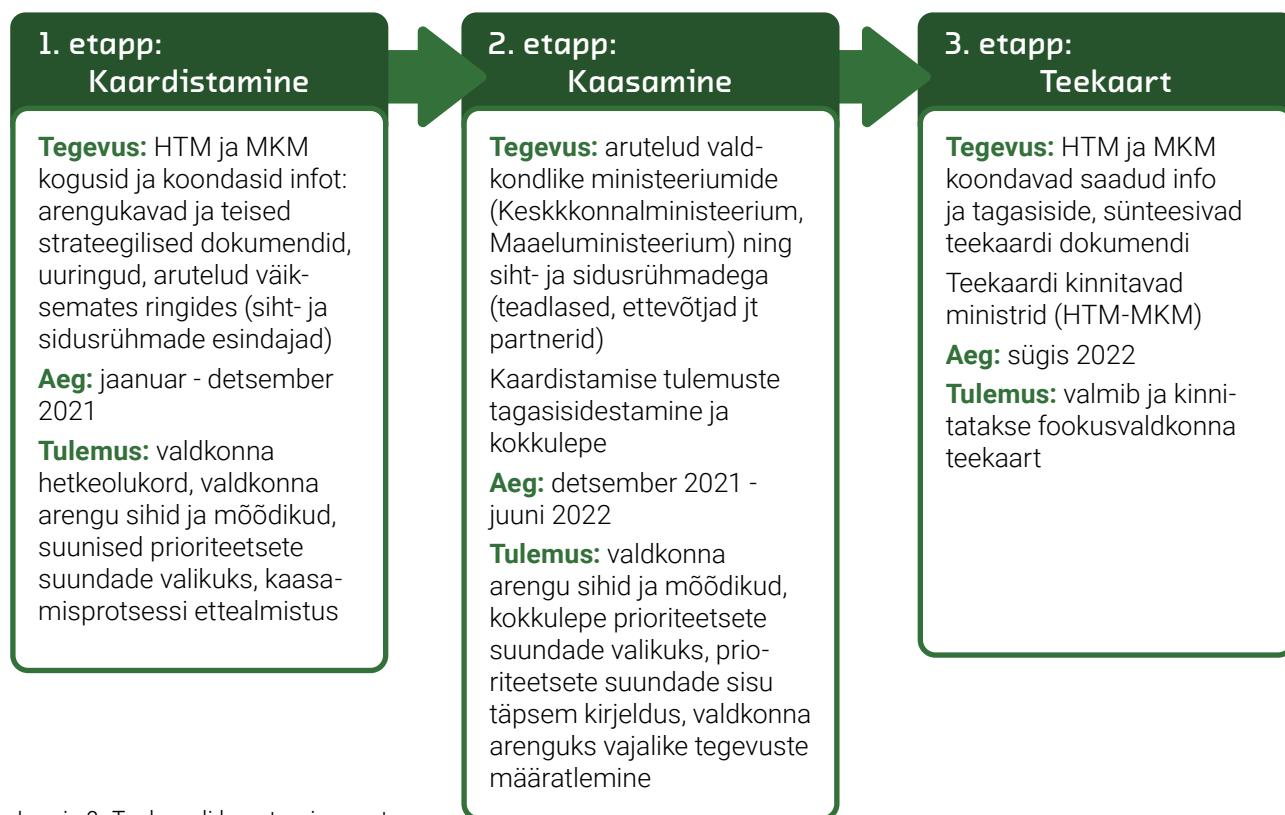 1. etapp:
Kaardistamine
Tegevus: HTM ja MKM
kogusid ja koondasid infot:
arengukavad ja teised
strateegilised dokumendid,
uuringud, arutelud väik-
semates ringides (siht- ja
sidusrühmade esindajad)
Aeg: jaanuar - detsember
2021
Tulemus: valdkonna
hetkeolukord, valdkonna
arengu sihid ja mõõdikud,
suunised prioriteetsete
suundade valikuks, kaasa-
misprotsessi ettealmistus
2. etapp:
Kaasamine
Tegevus: arutelud vald-
kondlike ministeeriumide
(Keskkkonnalministeerium,
Maaeluministeerium) ning
siht- ja sidusrühmadega
(teadlased, ettevõtjad jt
partnerid)
Kaardistamise tulemuste
tagasisidestamine ja
kokkulepe
Aeg: detsember 2021 -
juuni 2022
Tulemus: valdkonna
arengu sihid ja mõõdikud,
kokkulepe prioriteetsete
suundade valikuks, prio-
riteetsete suundade sisu
täpsem kirjeldus, valdkonna
arenguks vajalike tegevuste
määratlemine
3. etapp:
Teekaart
Tegevus: HTM ja MKM
koondavad saadud info
ja tagasiside, sünteesivad
teekaardi dokumendi
Teekaardi kinnitavad
ministrid (HTM-MKM)
Aeg: sügis 2022
Tulemus: valmib ja kinni-
tatakse fookusvaldkonna
teekaart